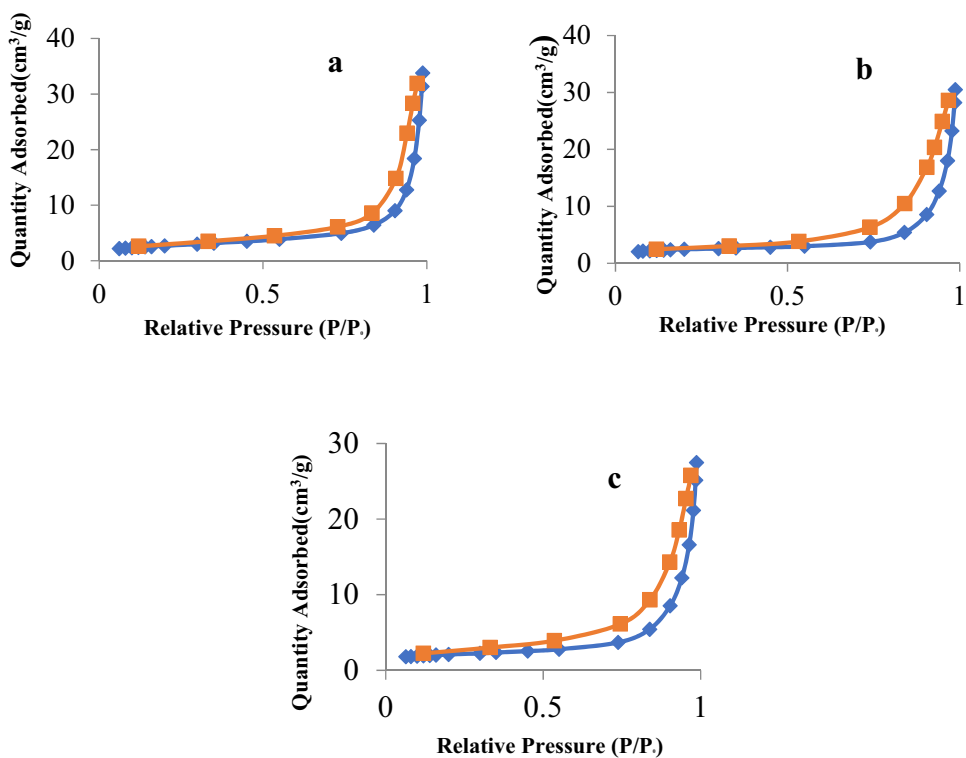 Quantity Adsorbed(cm³/g)
40
30
20
10
0
a
0
0.5
1
Relative Pressure (P/P₀)
Quantity Adsorbed(cm³/g)
40
30
20
10
0
b
0
0.5
1
Relative Pressure (P/P₀)
Quantity Adsorbed(cm³/g)
30
20
10
0
c
0
0.5
1
Relative Pressure (P/P₀)